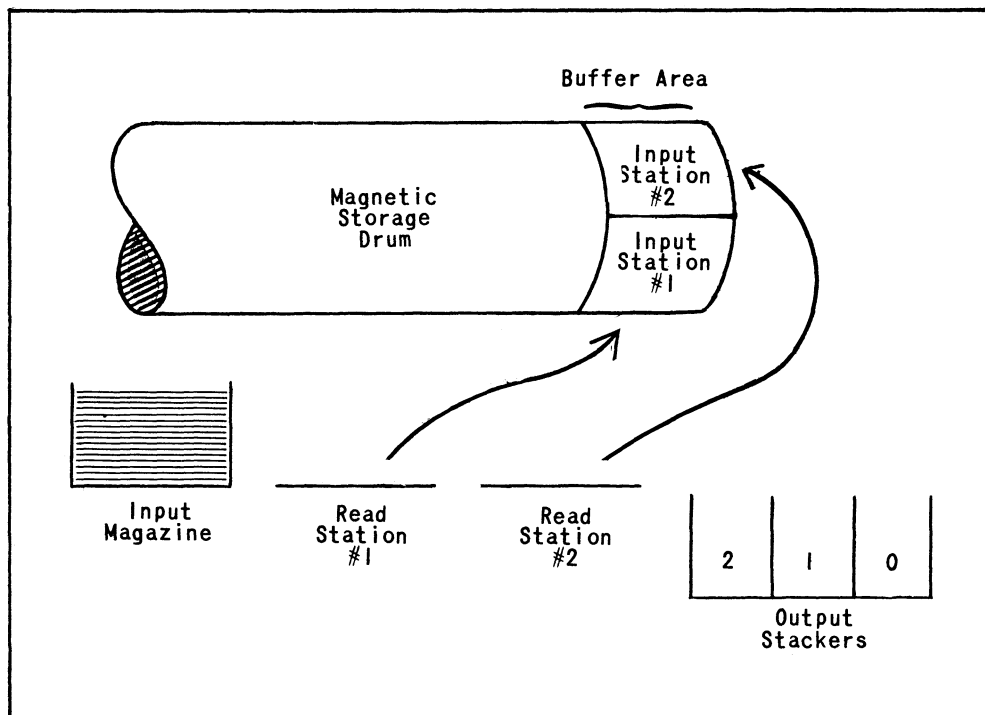 Buffer Area
Input
Station
#2
Magnetic
Storage
Drum
Input
Station
#1
Input
Magazine
Read
Station
#1
Read
Station
#2
2 1 0
Output
Stackers